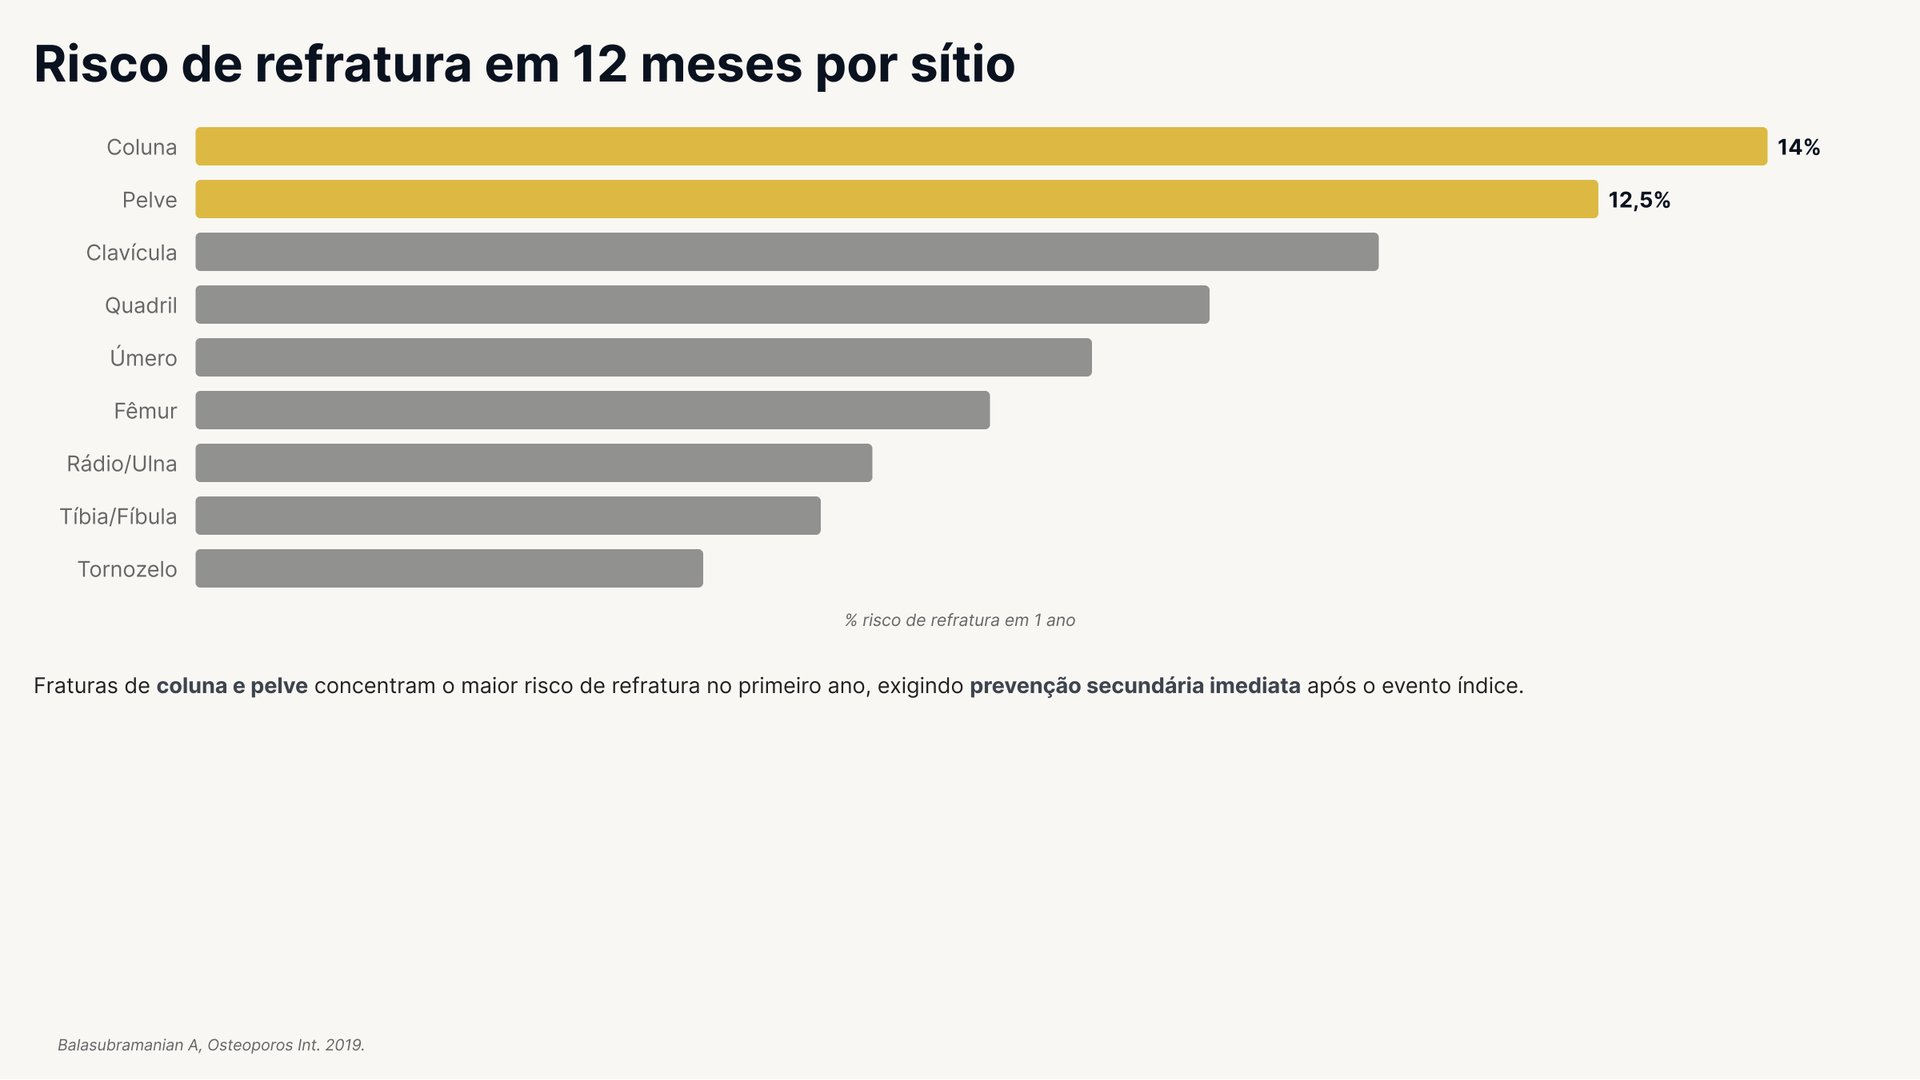 Risco de refratura em 12 meses por sítio
Coluna 14%
Pelve 12,5%
Clavícula
Quadril
Úmero
Fêmur
Rádio/Ulna
Tíbia/Fíbula
Tornozelo
% risco de refratura em 1 ano
Fraturas de coluna e pelve concentram o maior risco de refratura no primeiro ano, exigindo prevenção secundária imediata após o evento índice.
Balasubramanian A, Osteoporos Int. 2019.